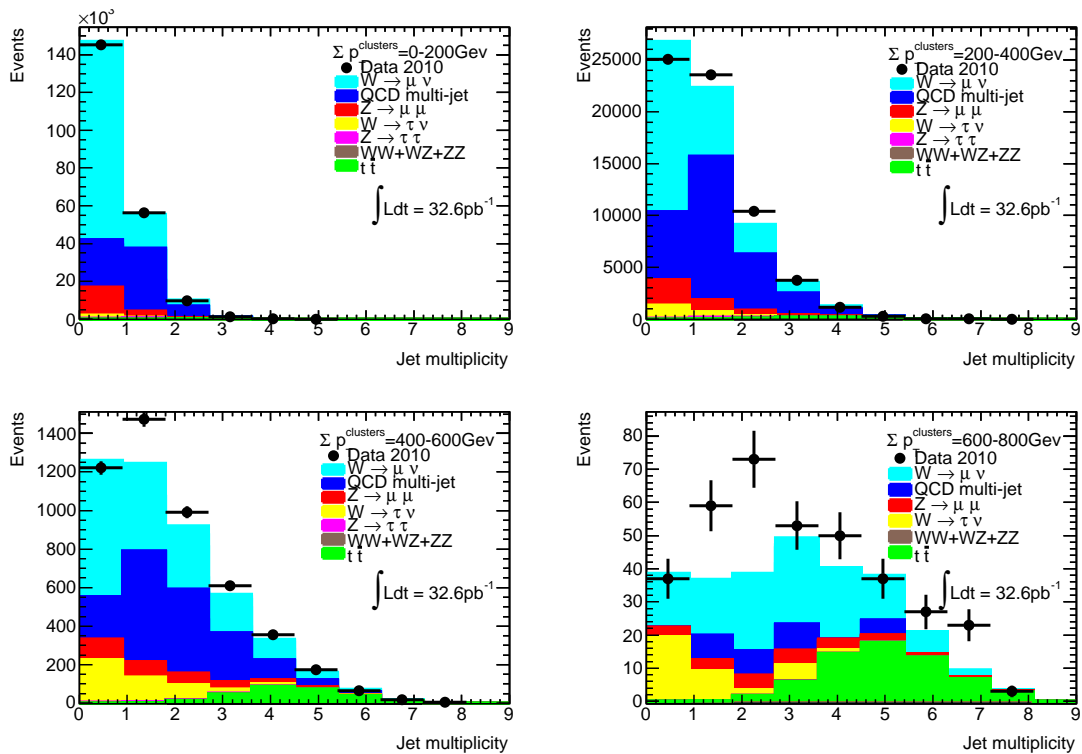 ×10³
Events
140
120
100
80
60
40
20
0
0 1 2 3 4 5 6 7 8 9
Jet multiplicity
Σ p^clusters=0-200Gev
Data 2010
W → μ ν
QCD multi-jet
Z → μ μ
W → τ ν
Z → τ τ
WW+WZ+ZZ
t t̄
∫ Ldt = 32.6pb⁻¹
Events
25000
20000
15000
10000
5000
0
0 1 2 3 4 5 6 7 8 9
Jet multiplicity
Σ p^clusters=200-400Gev
Data 2010
W → μ ν
QCD multi-jet
Z → μ μ
W → τ ν
Z → τ τ
WW+WZ+ZZ
t t̄
∫ Ldt = 32.6pb⁻¹
Events
1400
1200
1000
800
600
400
200
0
0 1 2 3 4 5 6 7 8 9
Jet multiplicity
Σ p^clusters=400-600Gev
Data 2010
W → μ ν
QCD multi-jet
Z → μ μ
W → τ ν
Z → τ τ
WW+WZ+ZZ
t t̄
∫ Ldt = 32.6pb⁻¹
Events
80
70
60
50
40
30
20
10
0
0 1 2 3 4 5 6 7 8 9
Jet multiplicity
Σ p^clusters=600-800Gev
Data 2010
W → μ ν
QCD multi-jet
Z → μ μ
W → τ ν
WW+WZ+ZZ
t t̄
∫ Ldt = 32.6pb⁻¹